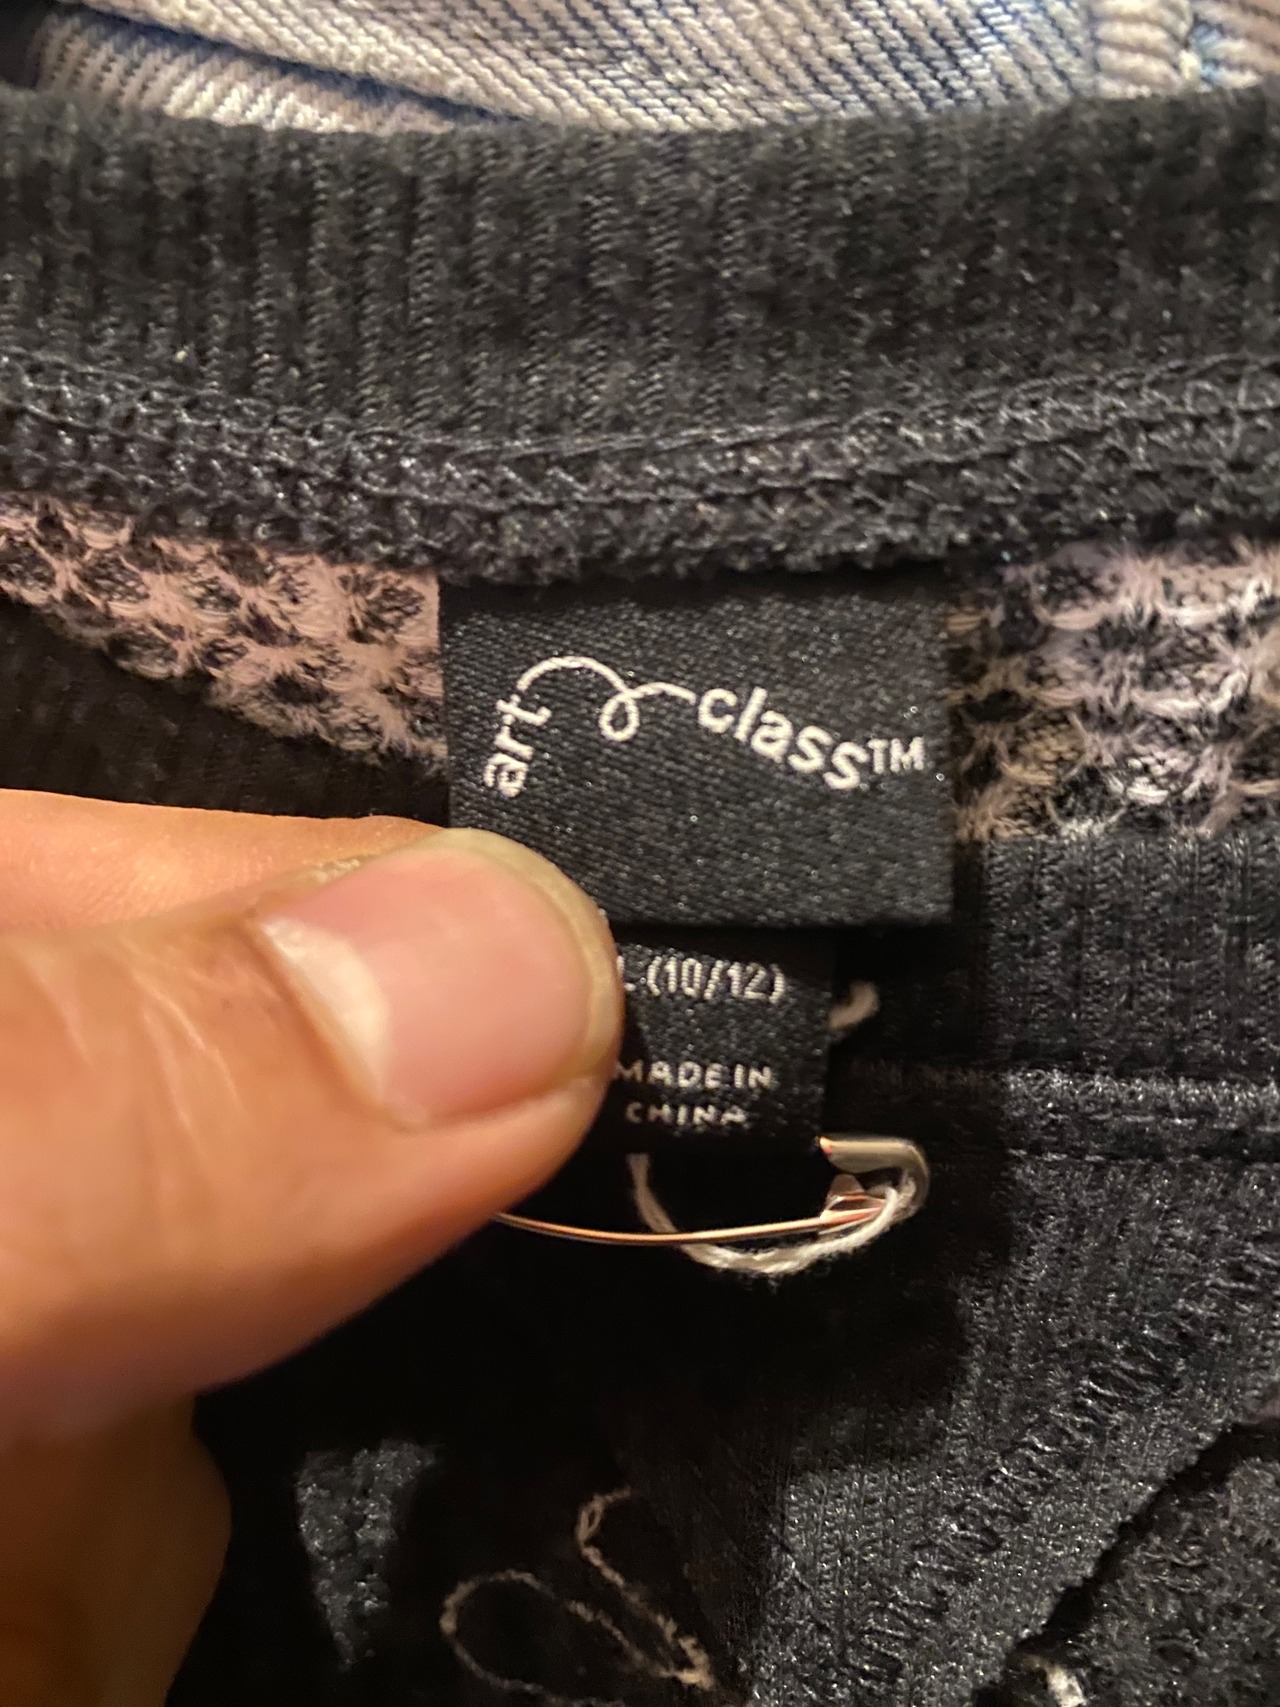 art class™
(10/12)
MADE IN
CHINA